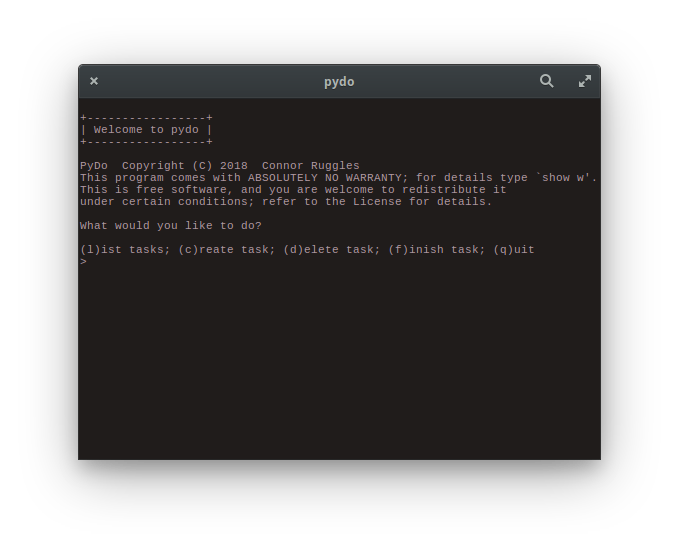 pydo
+-----------------+
| Welcome to pydo |
+-----------------+
PyDo  Copyright (C) 2018  Connor Ruggles
This program comes with ABSOLUTELY NO WARRANTY; for details type `show w'.
This is free software, and you are welcome to redistribute it
under certain conditions; refer to the License for details.
What would you like to do?
(l)ist tasks; (c)reate task; (d)elete task; (f)inish task; (q)uit
>